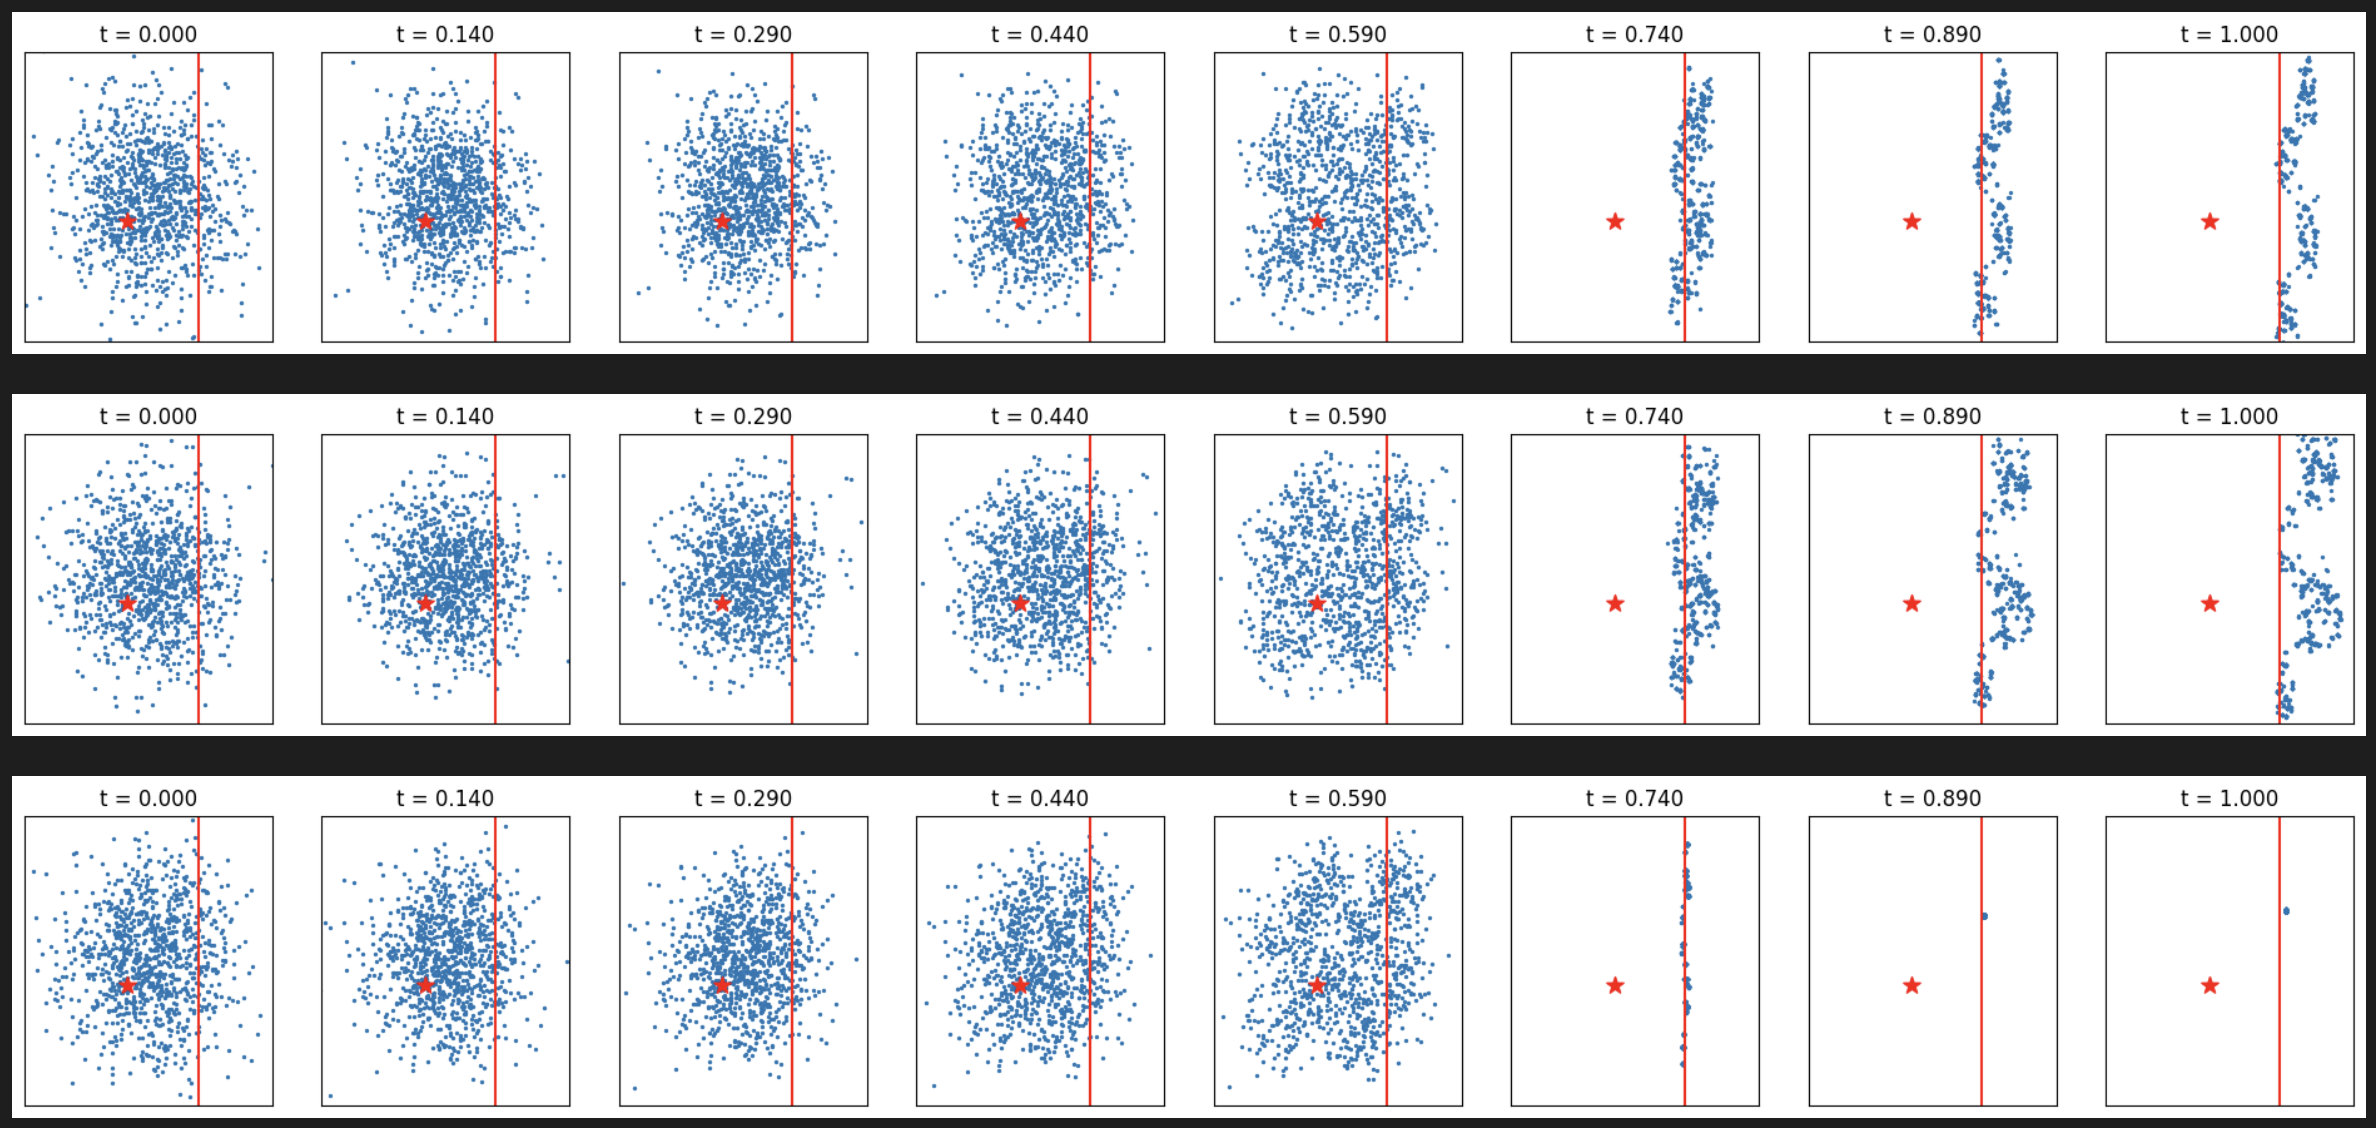 t = 0.000 t = 0.140 t = 0.290 t = 0.440 t = 0.590 t = 0.740 t = 0.890 t = 1.000
t = 0.000 t = 0.140 t = 0.290 t = 0.440 t = 0.590 t = 0.740 t = 0.890 t = 1.000
t = 0.000 t = 0.140 t = 0.290 t = 0.440 t = 0.590 t = 0.740 t = 0.890 t = 1.000